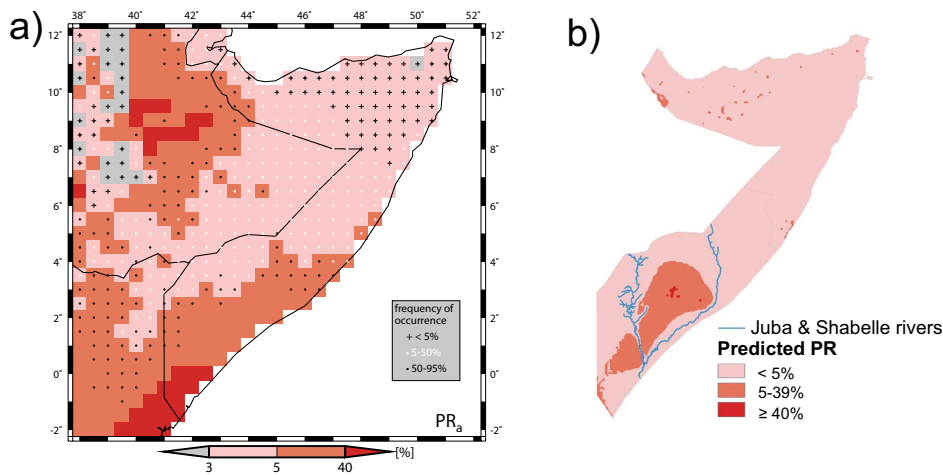 a)
38° 40° 42° 44° 46° 48° 50° 52°
12° 12°
10° 10°
8° 8°
6° 6°
4° 4°
2° 2°
0° 0°
-2° -2°
frequency of
occurrence
+ < 5%
• 5-50%
• 50-95%
PRa
3 5 40 [%]
b)
Juba & Shabelle rivers
Predicted PR
< 5%
5-39%
≥ 40%